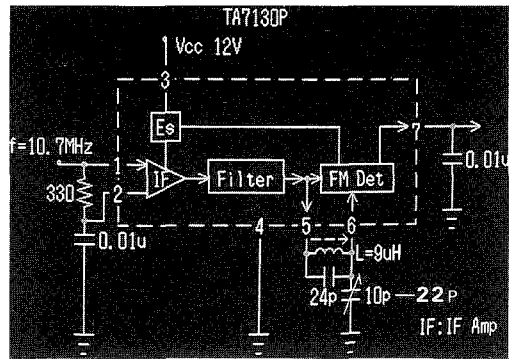 TA7130P
Vcc 12V
3
Es
f=10.7MHz
1
7
IF
Filter
FM Det
330
2
0.01u
0.01u
4
5
6
L=9uH
24p
10p — 22P
IF:IF Amp